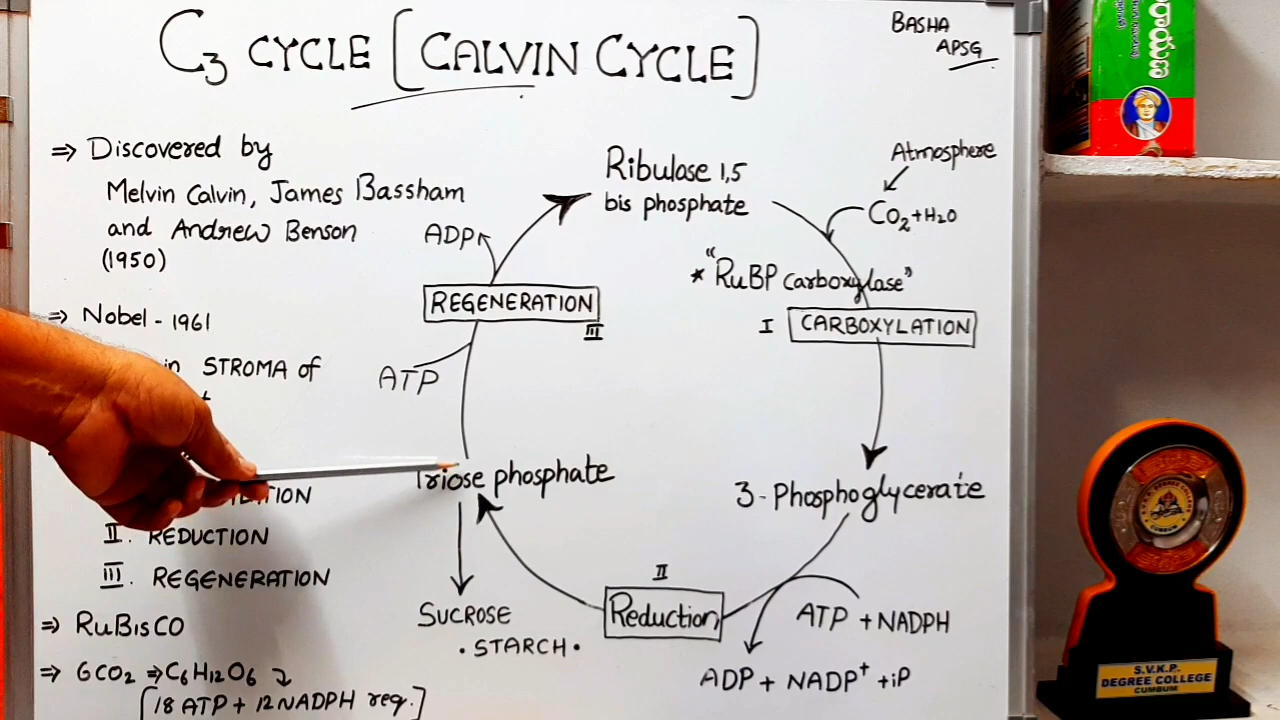 C3 CYCLE [CALVIN CYCLE]
BASHA
APSG
⇒ Discovered by
Melvin Calvin, James Bassham
and Andrew Benson
(1950)
⇒ Nobel - 1961
in STROMA of
II. REDUCTION
III. REGENERATION
⇒ RuBisCO
⇒ 6CO2 ⇒ C6H12O6
[18 ATP + 12 NADPH req.]
Ribulase 1,5
bis phosphate
Atmosphere
CO2 + H2O
* "RuBP carboxylase"
I CARBOXYLATION
3-Phosphoglycerate
ATP + NADPH
ADP + NADP+ + iP
II
Reduction
Triose phosphate
SUCROSE
• STARCH •
ATP
REGENERATION
III
ADP
S.V.K.P.
DEGREE COLLEGE
CUMBUM